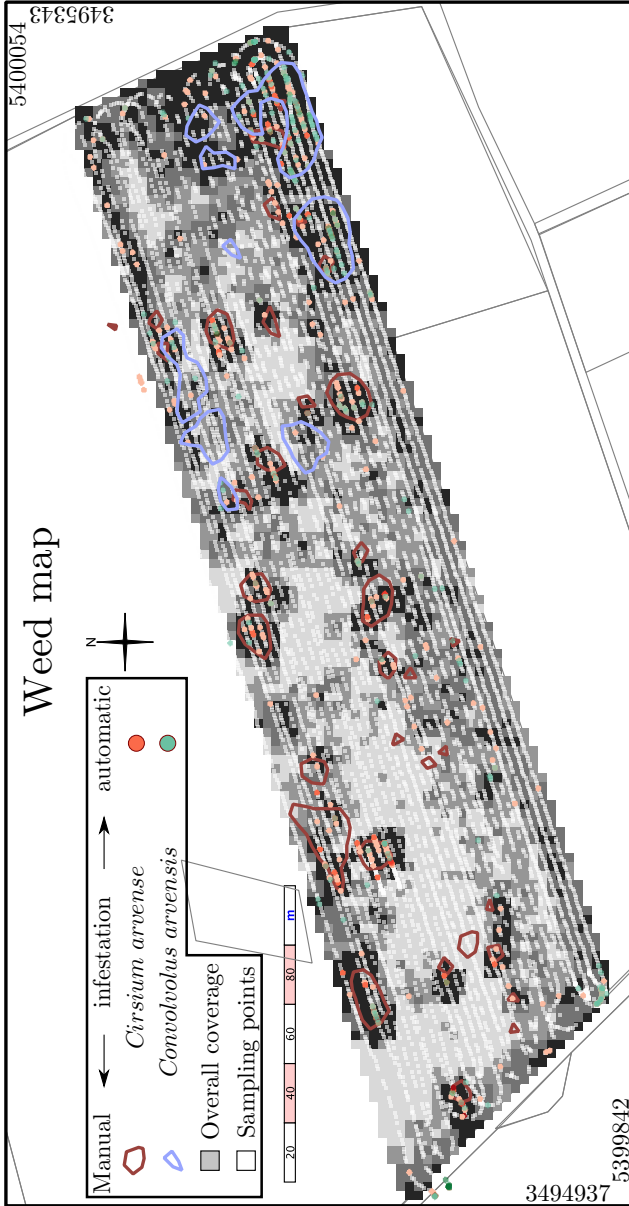 Weed map
N
Manual infestation automatic
Cirsium arvense
Convolvolus arvensis
Overall coverage
Sampling points
20 40 60 80 m
5400054
3495343
3494937
5399842